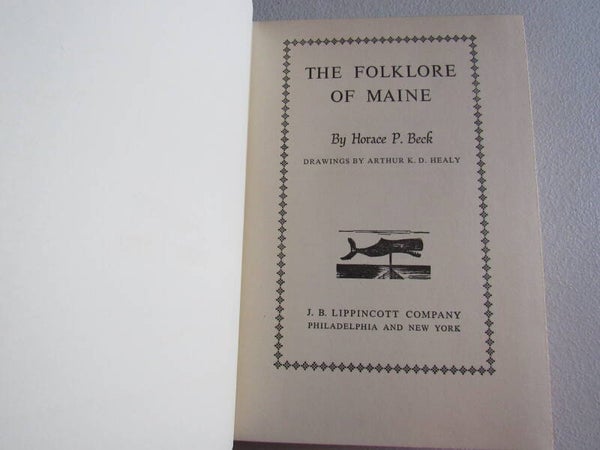 THE FOLKLORE
OF MAINE
By Horace P. Beck
DRAWINGS BY ARTHUR K. D. HEALY
J. B. LIPPINCOTT COMPANY
PHILADELPHIA AND NEW YORK